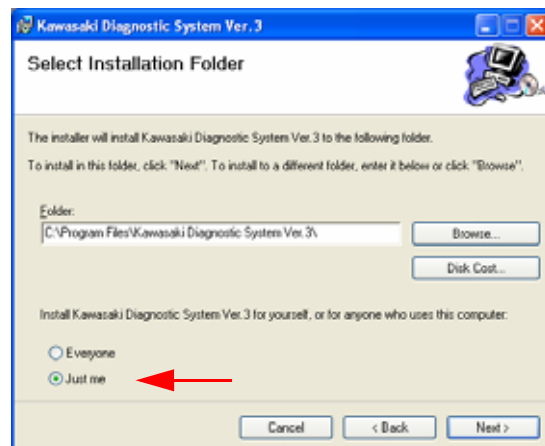 Kawasaki Diagnostic System Ver.3
Select Installation Folder
The installer will install Kawasaki Diagnostic System Ver.3 to the following folder.
To install in this folder, click "Next". To install to a different folder, enter it below or click "Browse".
Folder:
C:\Program Files\Kawasaki Diagnostic System Ver.3\
Browse...
Disk Cost...
Install Kawasaki Diagnostic System Ver.3 for yourself, or for anyone who uses this computer:
Everyone
Just me
Cancel
< Back
Next >